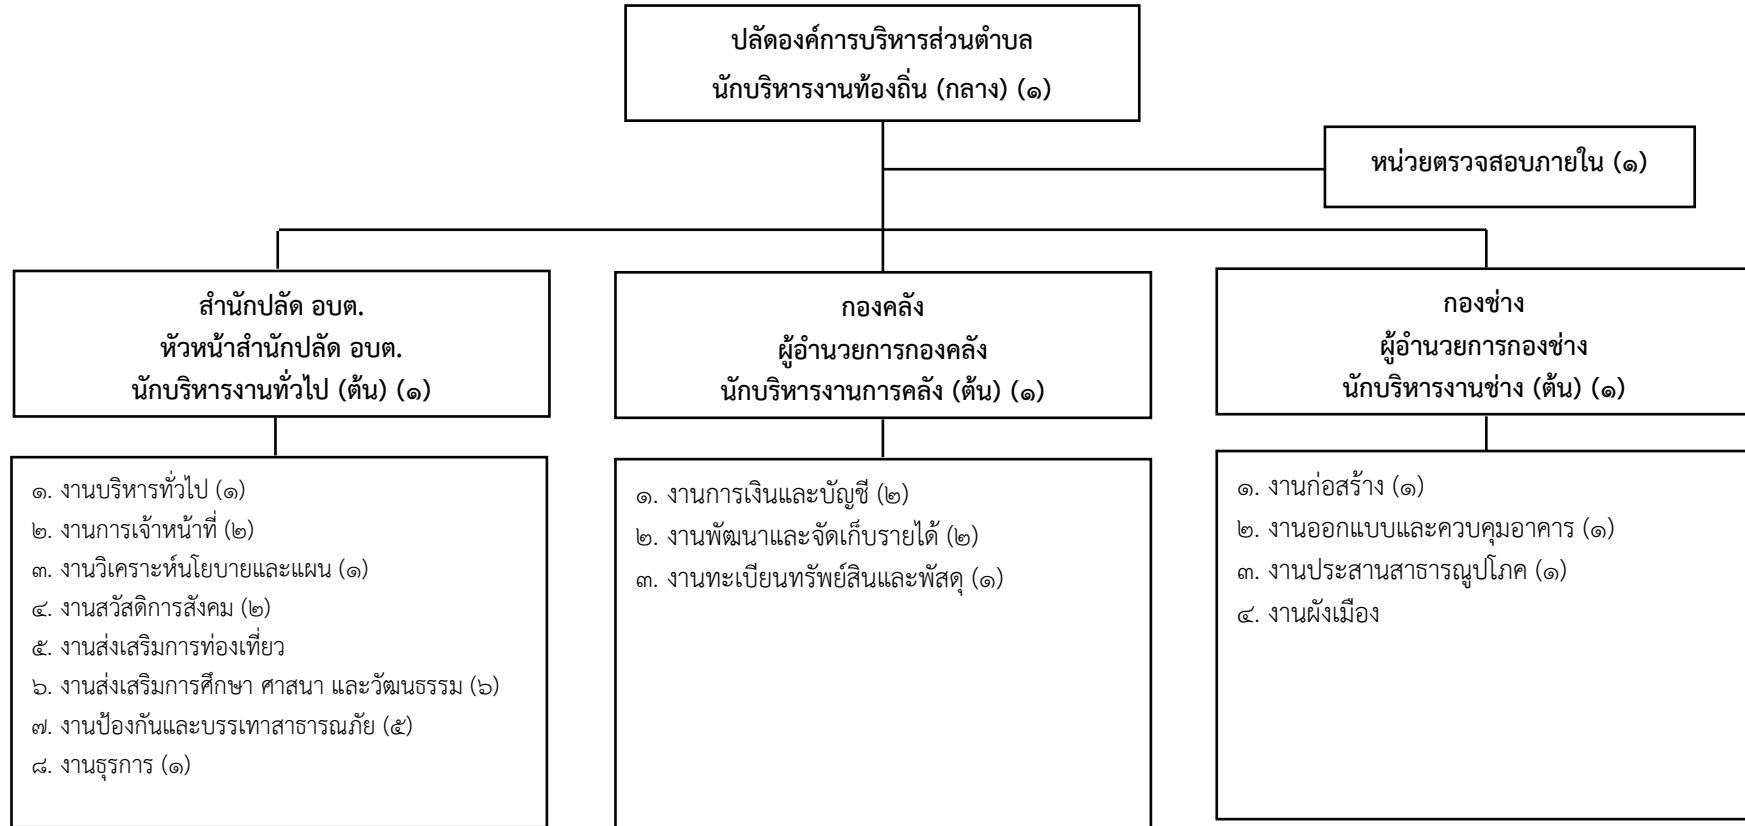 ปลัดองค์การบริหารส่วนตำบล
นักบริหารงานท้องถิ่น (กลาง) (๑)
หน่วยตรวจสอบภายใน (๑)
สำนักปลัด อบต.
หัวหน้าสำนักปลัด อบต.
นักบริหารงานทั่วไป (ต้น) (๑)
๑. งานบริหารทั่วไป (๑)
๒. งานการเจ้าหน้าที่ (๒)
๓. งานวิเคราะห์นโยบายและแผน (๑)
๔. งานสวัสดิการสังคม (๒)
๕. งานส่งเสริมการท่องเที่ยว
๖. งานส่งเสริมการศึกษา ศาสนา และวัฒนธรรม (๖)
๗. งานป้องกันและบรรเทาสาธารณภัย (๕)
๘. งานธุรการ (๑)
กองคลัง
ผู้อำนวยการกองคลัง
นักบริหารงานการคลัง (ต้น) (๑)
๑. งานการเงินและบัญชี (๒)
๒. งานพัฒนาและจัดเก็บรายได้ (๒)
๓. งานทะเบียนทรัพย์สินและพัสดุ (๑)
กองช่าง
ผู้อำนวยการกองช่าง
นักบริหารงานช่าง (ต้น) (๑)
๑. งานก่อสร้าง (๑)
๒. งานออกแบบและควบคุมอาคาร (๑)
๓. งานประสานสาธารณูปโภค (๑)
๔. งานผังเมือง